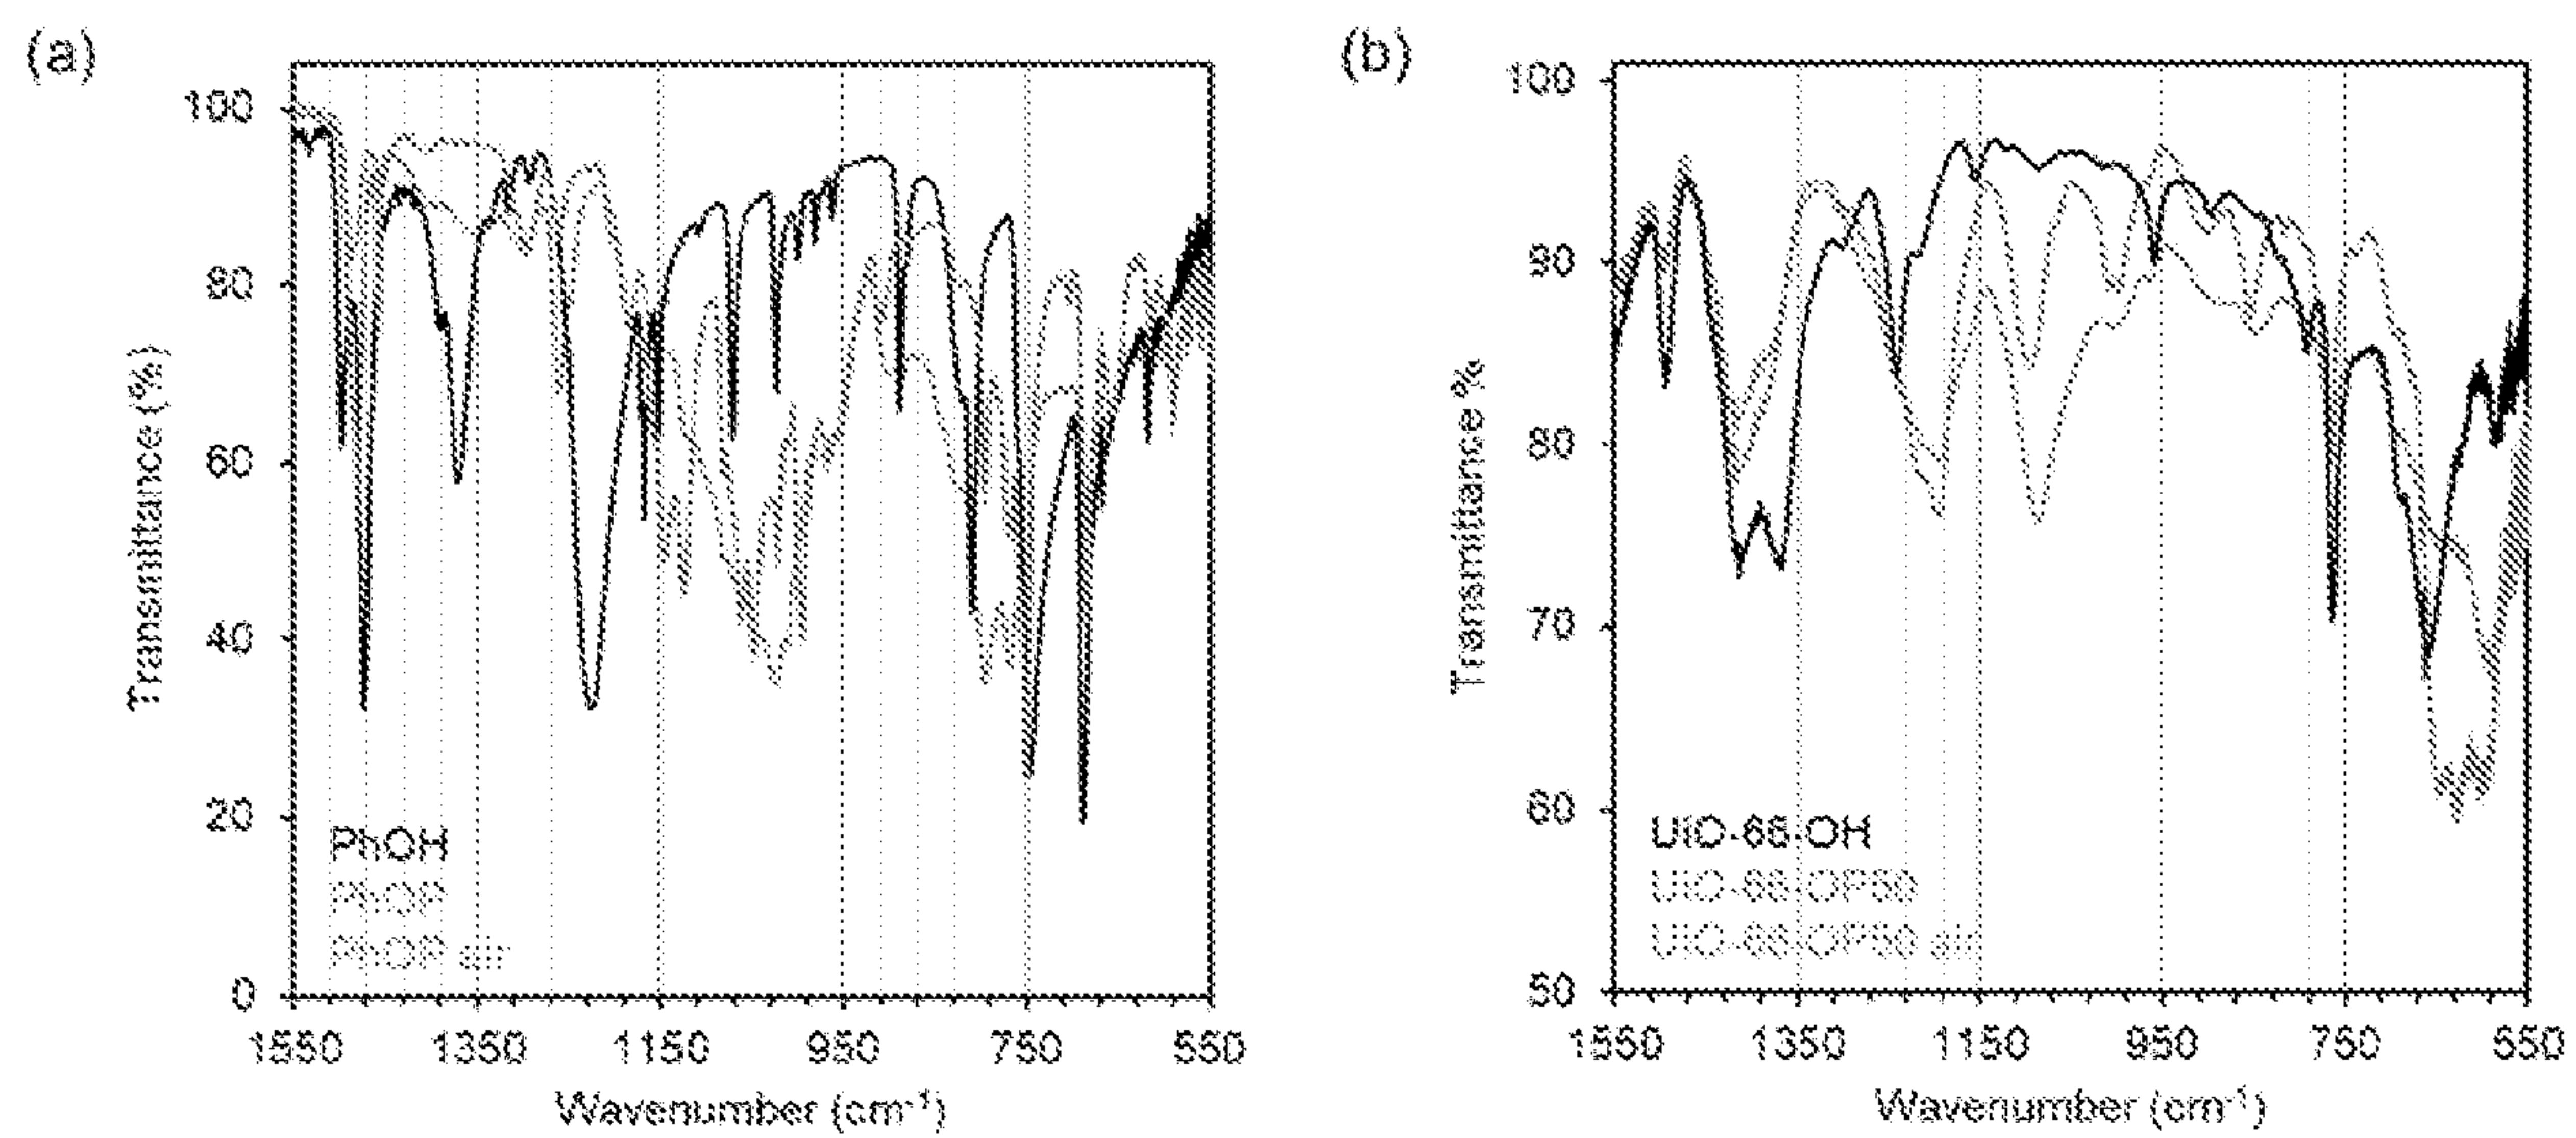 (a)
100
80
60
40
20
0
Transmittance (%)
PhOH
PhOP
PhOP air
1550 1350 1150 950 750 550
Wavenumber (cm-1)
(b)
100
90
80
70
60
50
Transmittance %
UiO-66-OH
UiO-66-OP50
UiO-66-OP50 air
1550 1350 1150 950 750 550
Wavenumber (cm-1)